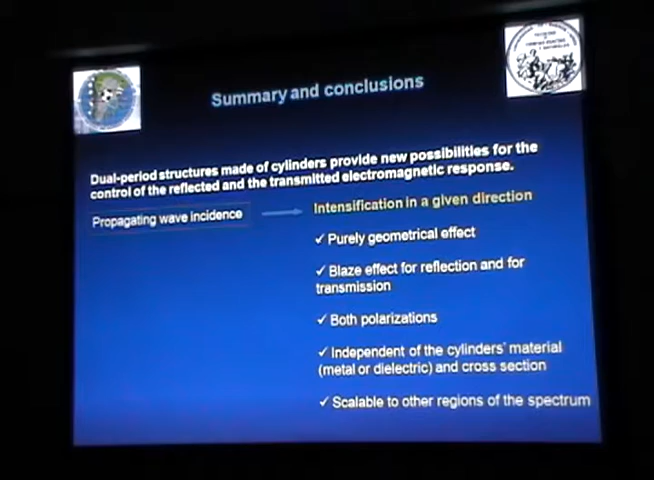 Summary and conclusions
Dual-period structures made of cylinders provide new possibilities for the
control of the reflected and the transmitted electromagnetic response.
Propagating wave incidence
Intensification in a given direction
✓ Purely geometrical effect
✓ Blaze effect for reflection and for
transmission
✓ Both polarizations
✓ Independent of the cylinders' material
(metal or dielectric) and cross section
✓ Scalable to other regions of the spectrum